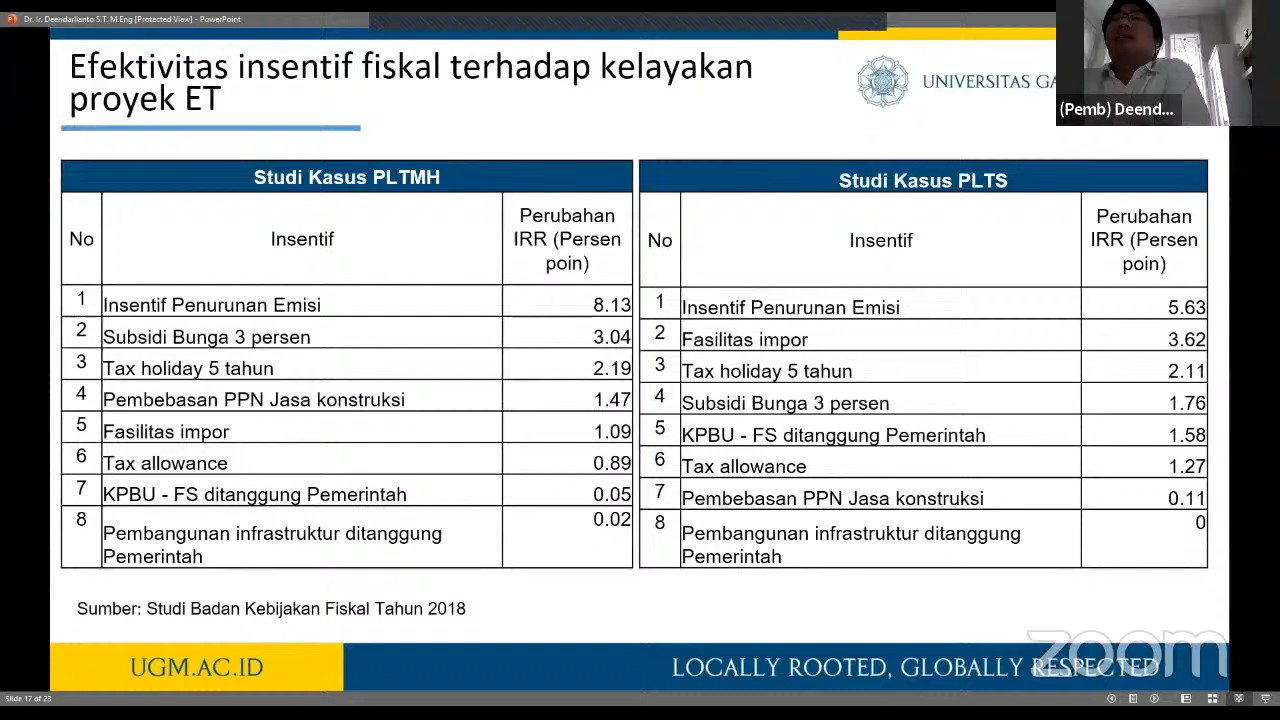 Dr. Ir. Deendarlianto S.T. M.Eng [Protected View] - PowerPoint
Efektivitas insentif fiskal terhadap kelayakan
proyek ET
UNIVERSITAS GA
(Pemb) Deend...
Studi Kasus PLTMH
No Insentif Perubahan
IRR (Persen
poin)
1 Insentif Penurunan Emisi 8.13
2 Subsidi Bunga 3 persen 3.04
3 Tax holiday 5 tahun 2.19
4 Pembebasan PPN Jasa konstruksi 1.47
5 Fasilitas impor 1.09
6 Tax allowance 0.89
7 KPBU - FS ditanggung Pemerintah 0.05
8 Pembangunan infrastruktur ditanggung 0.02
Pemerintah
Studi Kasus PLTS
No Insentif Perubahan
IRR (Persen
poin)
1 Insentif Penurunan Emisi 5.63
2 Fasilitas impor 3.62
3 Tax holiday 5 tahun 2.11
4 Subsidi Bunga 3 persen 1.76
5 KPBU - FS ditanggung Pemerintah 1.58
6 Tax allowance 1.27
7 Pembebasan PPN Jasa konstruksi 0.11
8 Pembangunan infrastruktur ditanggung 0
Pemerintah
Sumber: Studi Badan Kebijakan Fiskal Tahun 2018
UGM.AC.ID
LOCALLY ROOTED, GLOBALLY RESPECTED
zoom
Slide 17 of 23